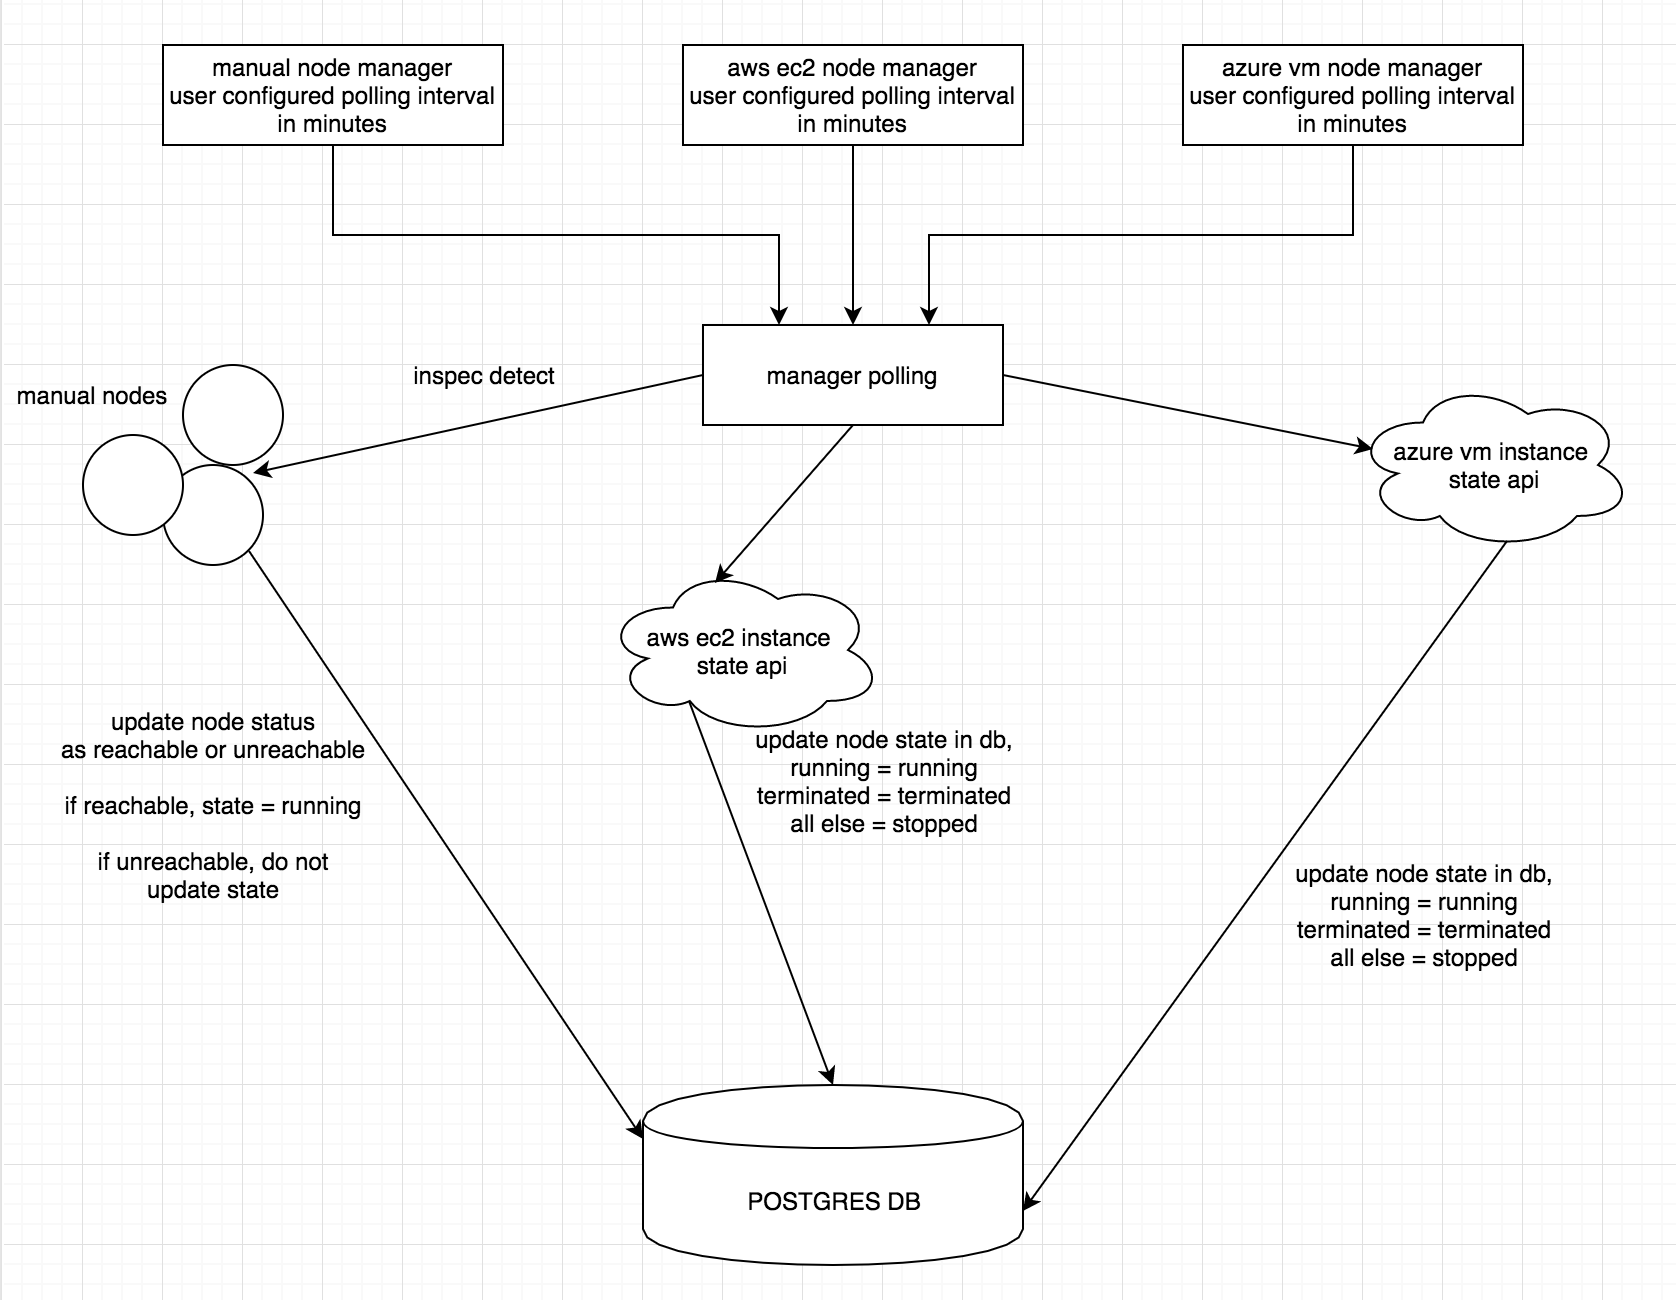 manual node manager
user configured polling interval
in minutes
aws ec2 node manager
user configured polling interval
in minutes
azure vm node manager
user configured polling interval
in minutes
manager polling
inspec detect
manual nodes
azure vm instance
state api
aws ec2 instance
state api
update node status
as reachable or unreachable
if reachable, state = running
if unreachable, do not
update state
update node state in db,
running = running
terminated = terminated
all else = stopped
update node state in db,
running = running
terminated = terminated
all else = stopped
POSTGRES DB